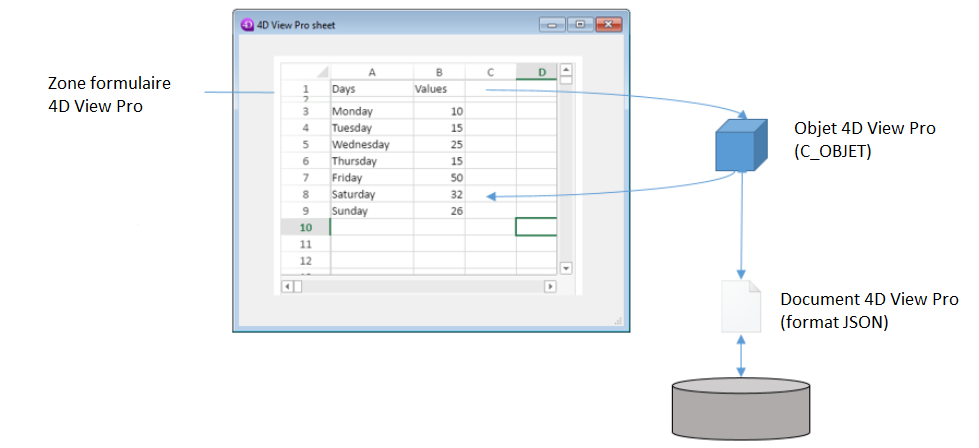 4D View Pro sheet
Zone formulaire
4D View Pro
A B C D
1 Days Values
2
3 Monday 10
4 Tuesday 15
5 Wednesday 25
6 Thursday 15
7 Friday 50
8 Saturday 32
9 Sunday 26
10
11
12
Objet 4D View Pro
(C_OBJET)
Document 4D View Pro
(format JSON)